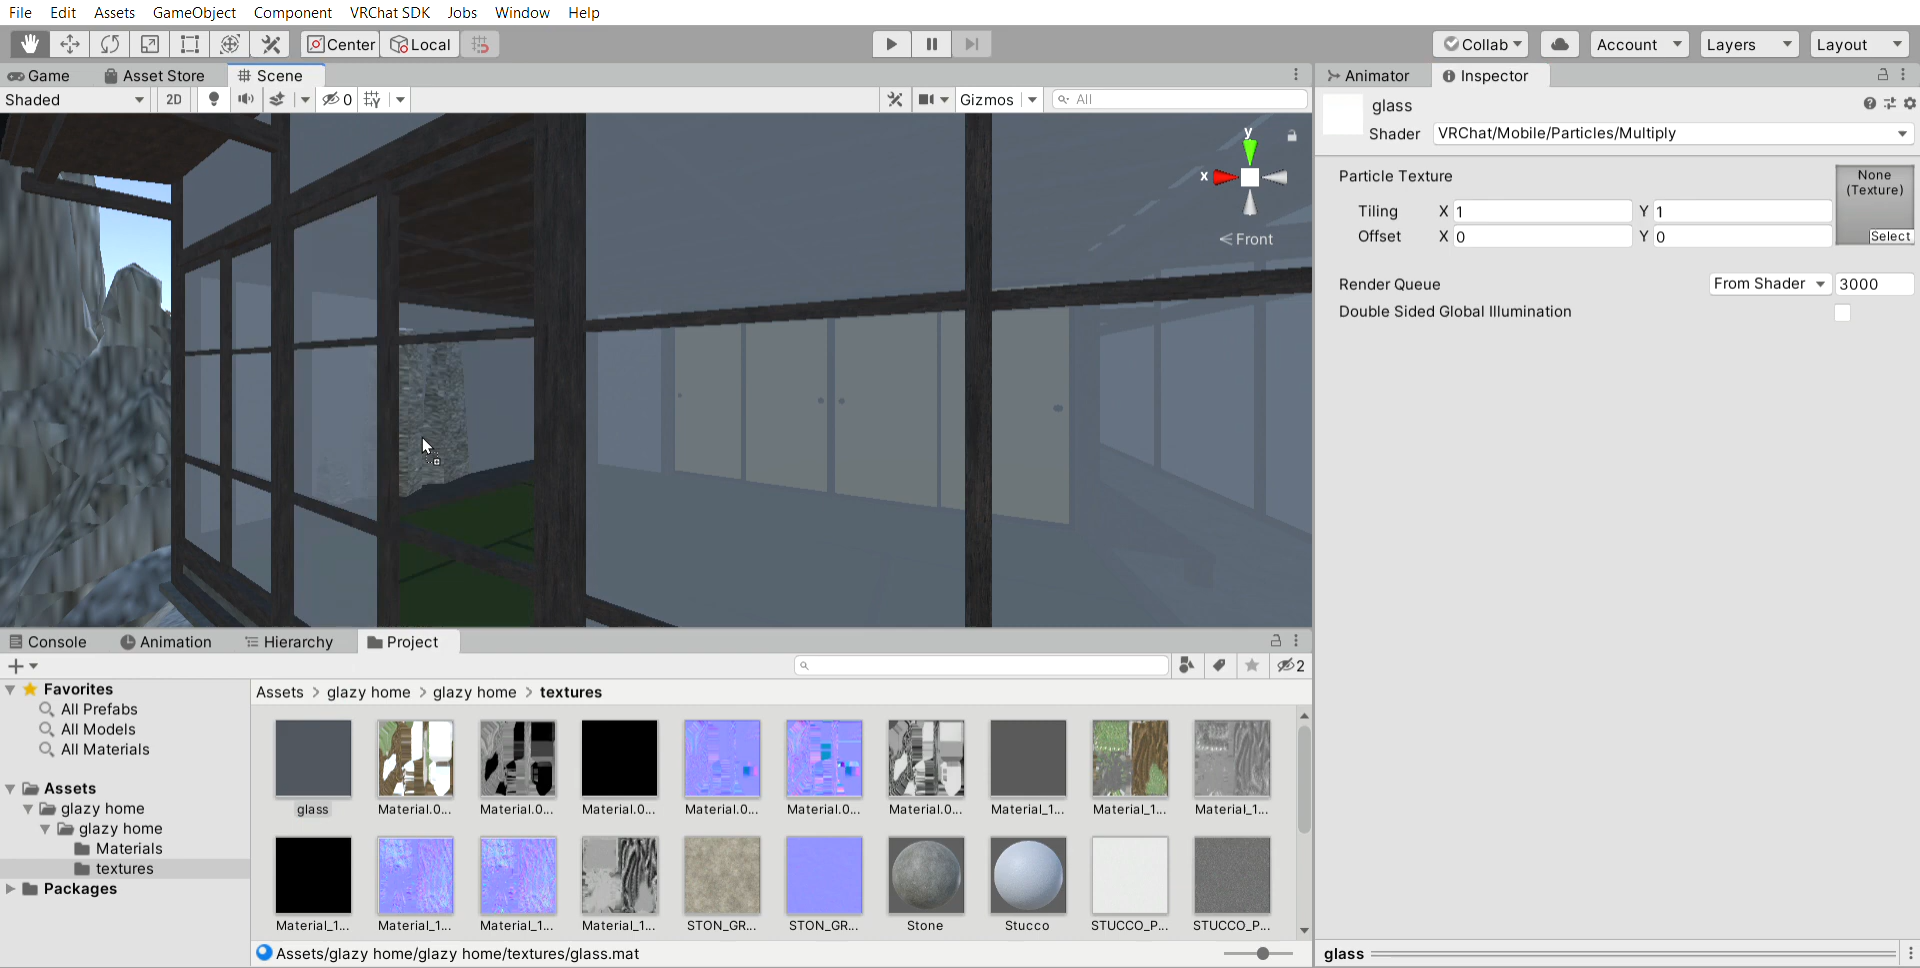 File Edit Assets GameObject Component VRChat SDK Jobs Window Help
Center Local Collab Account Layers Layout
Game Asset Store Scene Animator Inspector
Shaded 2D 0 Gizmos All
glass
Shader VRChat/Mobile/Particles/Multiply
y
x
Front
Particle Texture
None
(Texture)
Tiling X 1 Y 1
Offset X 0 Y 0
Select
Render Queue From Shader 3000
Double Sided Global Illumination
Console Animation Hierarchy Project
2
Favorites
All Prefabs
All Models
All Materials
Assets
glazy home
glazy home
Materials
textures
Packages
Assets > glazy home > glazy home > textures
glass Material.0... Material.0... Material.0... Material.0... Material.0... Material.0... Material_1... Material_1... Material_1...
Material_1... Material_1... Material_1... Material_1... STON_GR... STON_GR... Stone Stucco STUCCO_P... STUCCO_P...
Assets/glazy home/glazy home/textures/glass.mat
glass